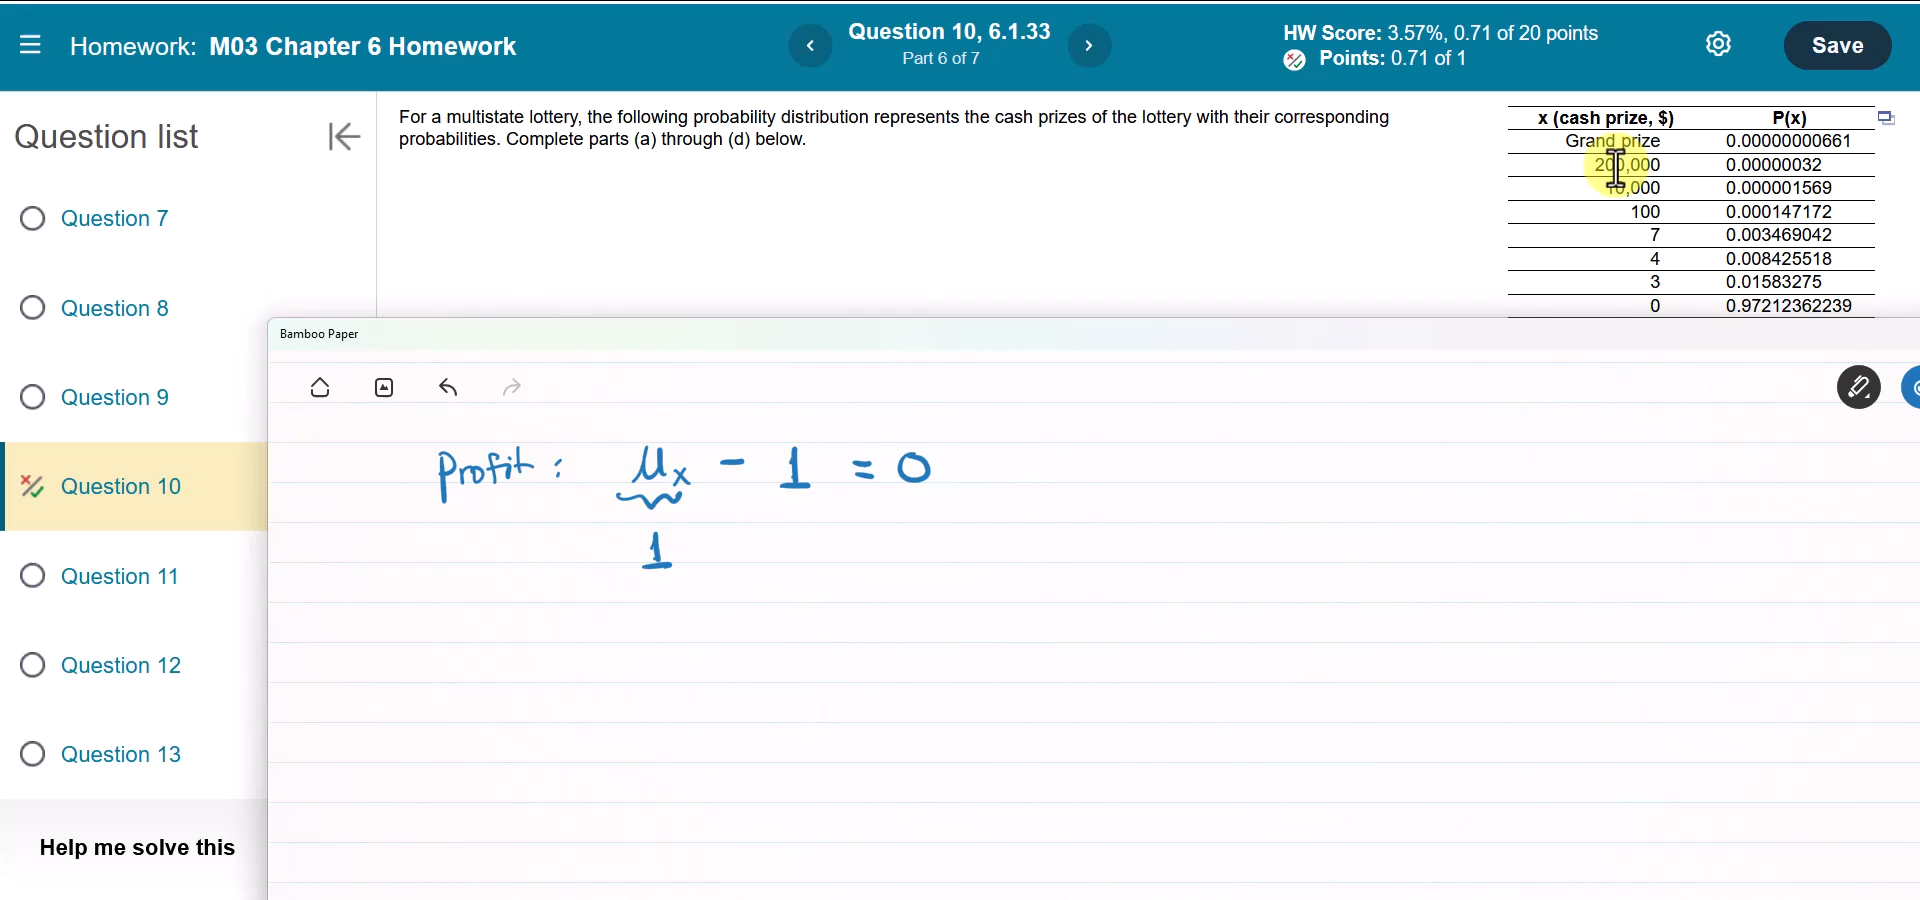 Homework: M03 Chapter 6 Homework
Question 10, 6.1.33
Part 6 of 7
HW Score: 3.57%, 0.71 of 20 points
Points: 0.71 of 1
Save
Question list
Question 7
Question 8
Question 9
Question 10
Question 11
Question 12
Question 13
Help me solve this
For a multistate lottery, the following probability distribution represents the cash prizes of the lottery with their corresponding
probabilities. Complete parts (a) through (d) below.
x (cash prize, $) P(x)
Grand prize 0.00000000661
200,000 0.00000032
10,000 0.000001569
100 0.000147172
7 0.003469042
4 0.008425518
3 0.01583275
0 0.97212362239
Bamboo Paper
Profit : μx - 1 = 0
1